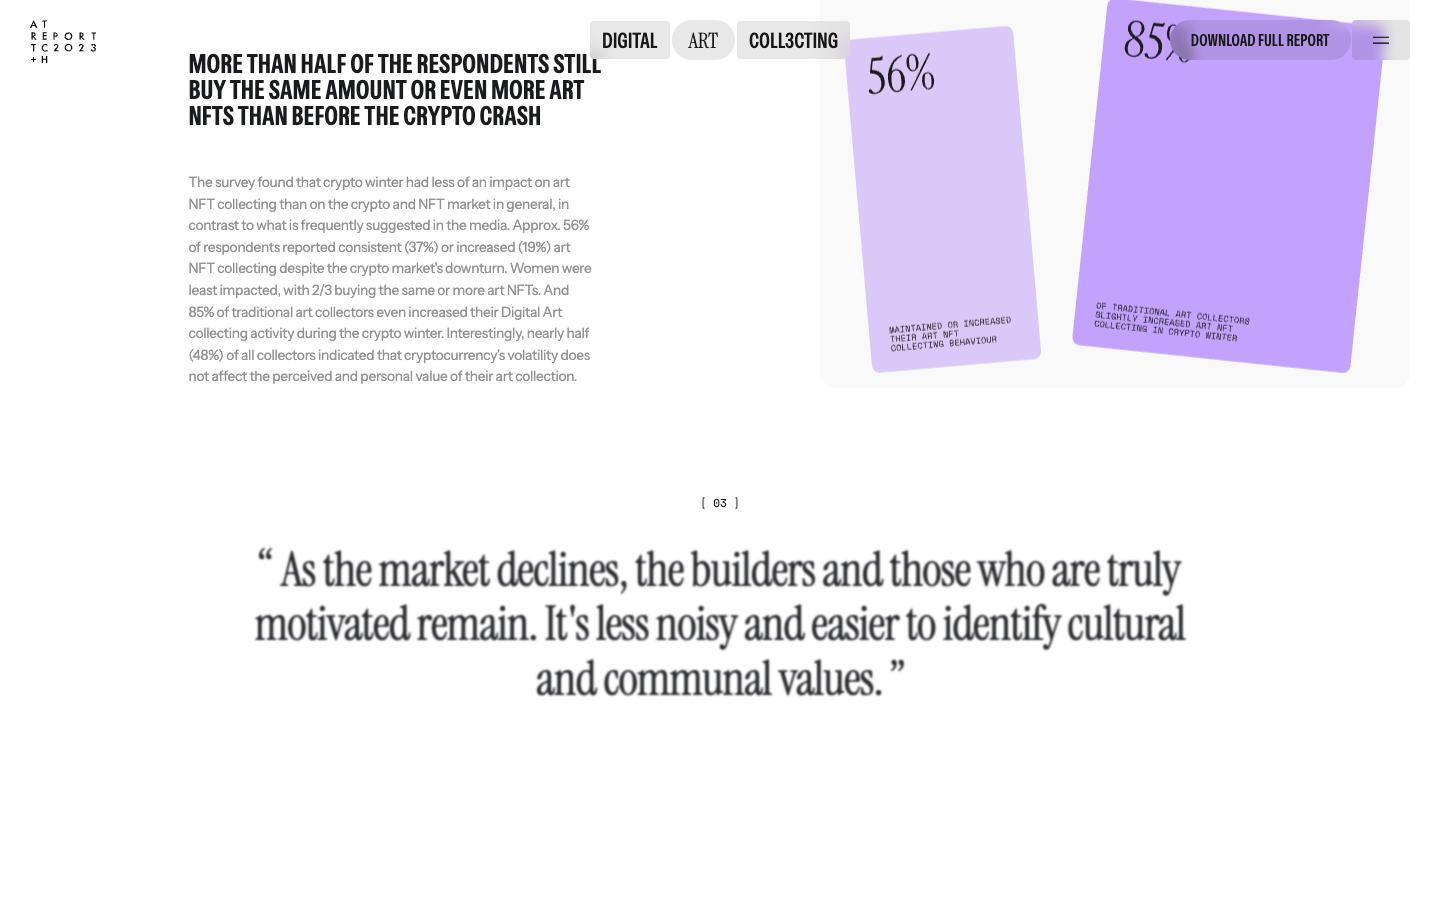 AT
REPORT
TC2023
+H
DIGITAL
ART
COLL3CTING
DOWNLOAD FULL REPORT
MORE THAN HALF OF THE RESPONDENTS STILL
BUY THE SAME AMOUNT OR EVEN MORE ART
NFTS THAN BEFORE THE CRYPTO CRASH
The survey found that crypto winter had less of an impact on art
NFT collecting than on the crypto and NFT market in general, in
contrast to what is frequently suggested in the media. Approx. 56%
of respondents reported consistent (37%) or increased (19%) art
NFT collecting despite the crypto market's downturn. Women were
least impacted, with 2/3 buying the same or more art NFTs. And
85% of traditional art collectors even increased their Digital Art
collecting activity during the crypto winter. Interestingly, nearly half
(48%) of all collectors indicated that cryptocurrency's volatility does
not affect the perceived and personal value of their art collection.
56%
MAINTAINED OR INCREASED
THEIR ART NFT
COLLECTING BEHAVIOUR
85%
OF TRADITIONAL ART COLLECTORS
SLIGHTLY INCREASED ART NFT
COLLECTING IN CRYPTO WINTER
[ 03 ]
“ As the market declines, the builders and those who are truly
motivated remain. It's less noisy and easier to identify cultural
and communal values. ”